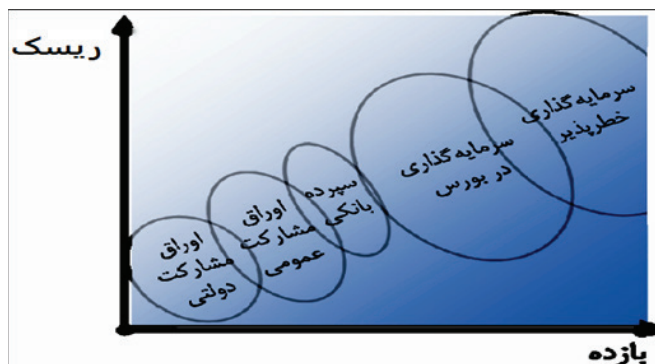 ریسک
سرمایه‌گذاری
خطرپذیر
سرمایه‌گذاری
در بورس
سپرده
بانکی
اوراق
مشارکت
عمومی
اوراق
مشارکت
دولتی
بازده